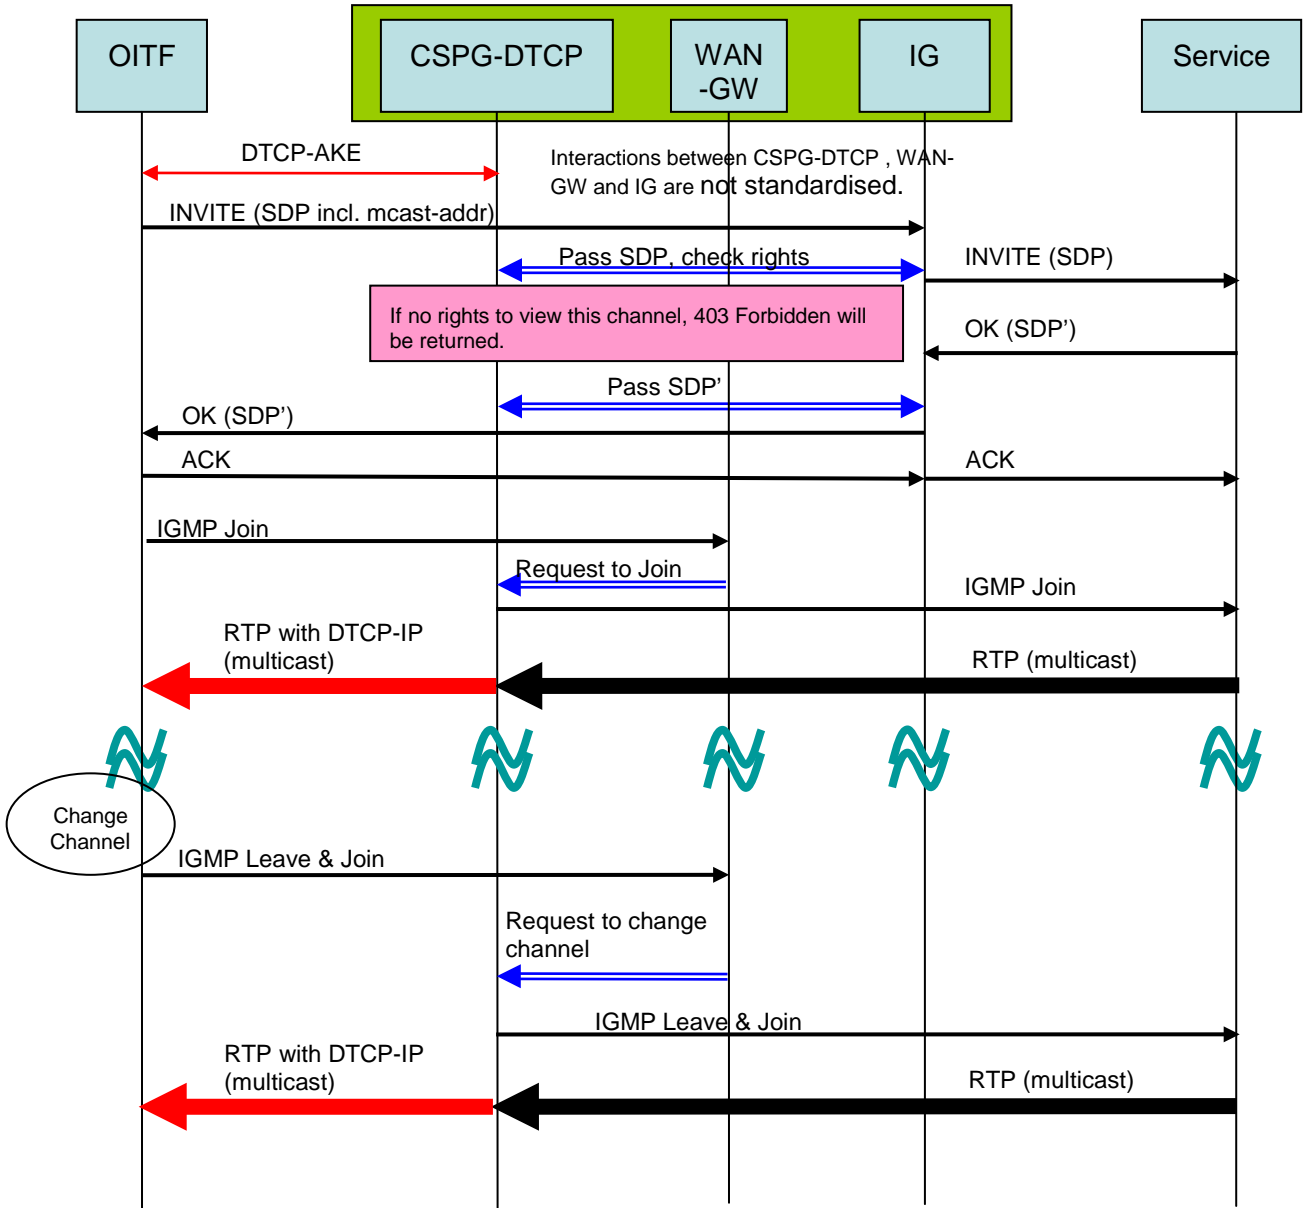 OITF
CSPG-DTCP
WAN
-GW
IG
Service
DTCP-AKE
Interactions between CSPG-DTCP , WAN-
GW and IG are not standardised.
INVITE (SDP incl. mcast-addr)
Pass SDP, check rights
INVITE (SDP)
If no rights to view this channel, 403 Forbidden will
be returned.
OK (SDP’)
Pass SDP’
OK (SDP’)
ACK
ACK
IGMP Join
Request to Join
IGMP Join
RTP with DTCP-IP
(multicast)
RTP (multicast)
Change
Channel
IGMP Leave & Join
Request to change
channel
IGMP Leave & Join
RTP with DTCP-IP
(multicast)
RTP (multicast)